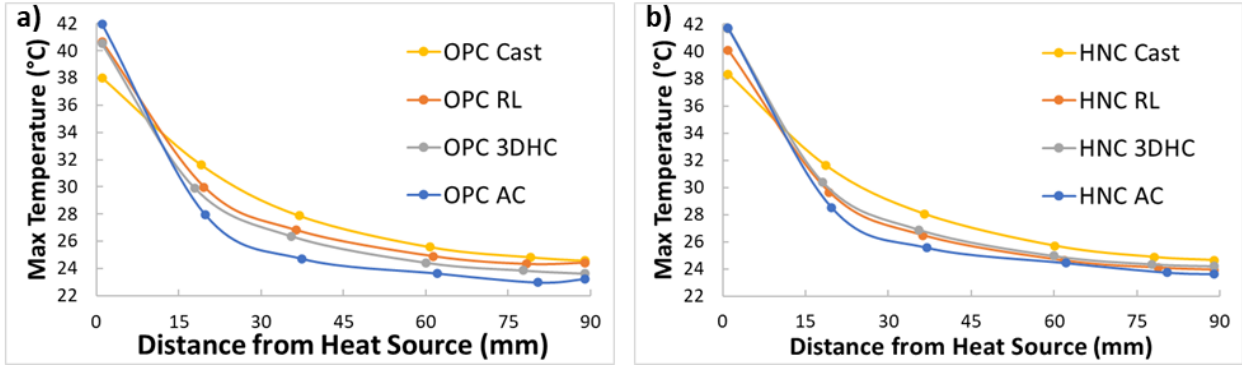 a)
Max Temperature (°C)
42
40
38
36
34
32
30
28
26
24
22
0 15 30 45 60 75 90
Distance from Heat Source (mm)
OPC Cast
OPC RL
OPC 3DHC
OPC AC
b)
Max Temperature (°C)
42
40
38
36
34
32
30
28
26
24
22
0 15 30 45 60 75 90
Distance from Heat Source (mm)
HNC Cast
HNC RL
HNC 3DHC
HNC AC